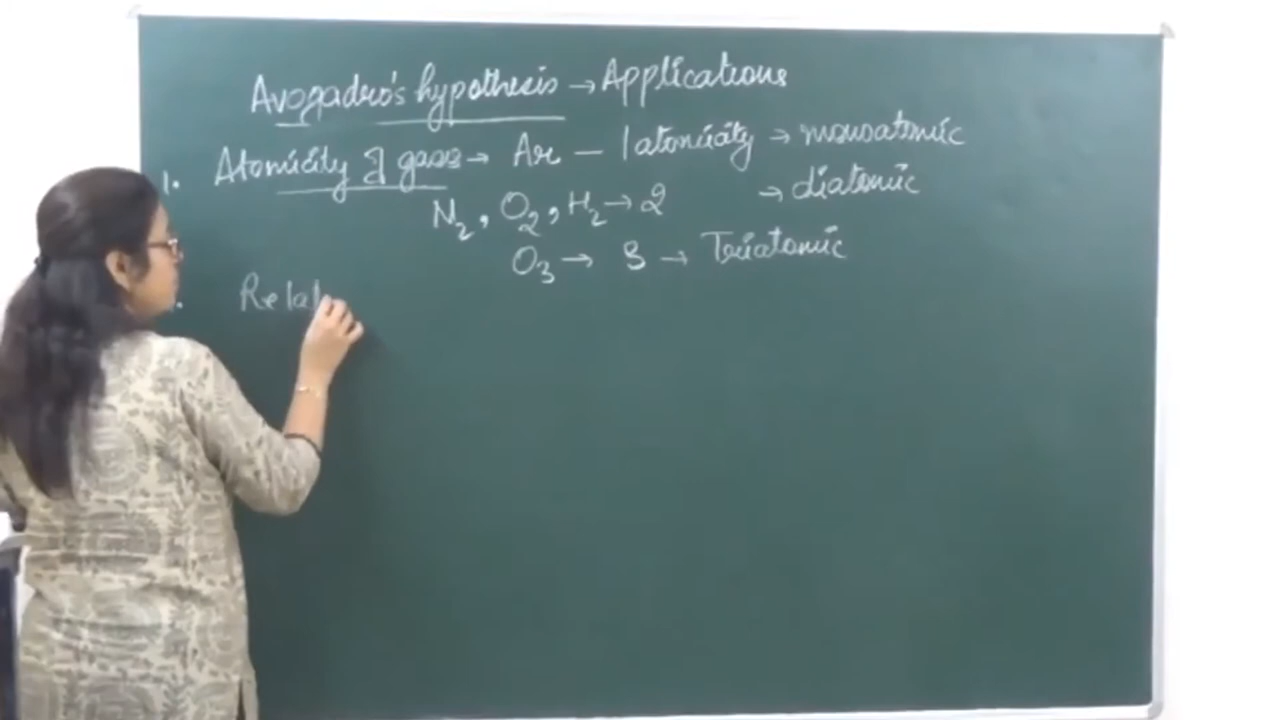 Avogadro's hypothesis → Applications
1. Atomicity of gases → Ar — 1 atomicity → monoatomic
N₂, O₂, H₂ → 2 → diatomic
O₃ → 3 → Triatomic
Relat